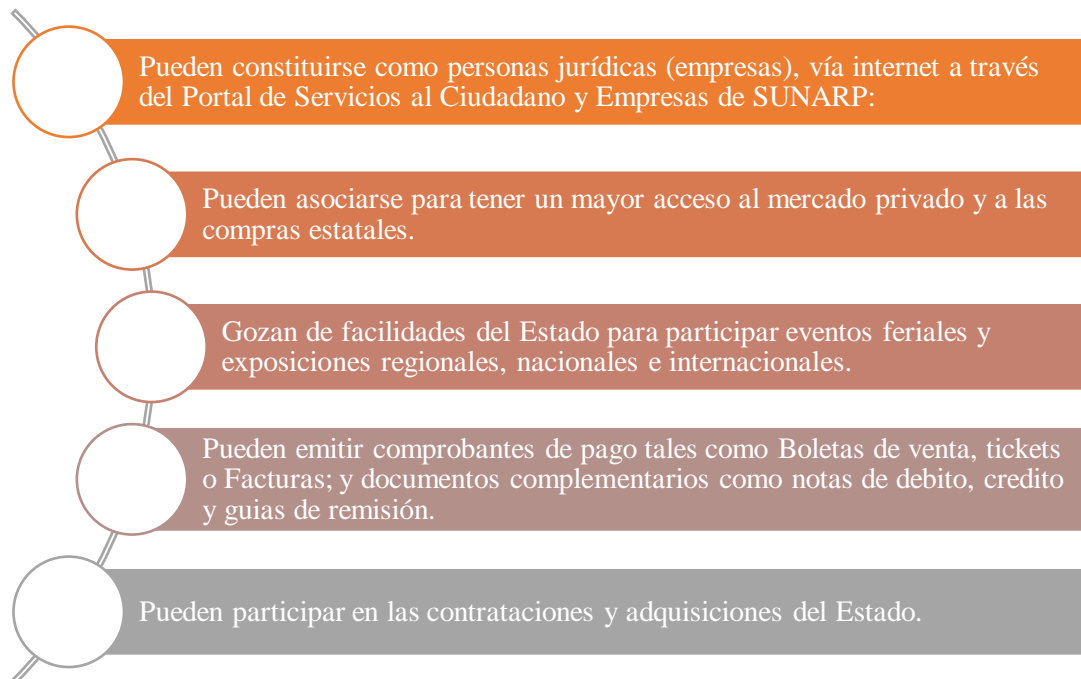 Pueden constituirse como personas jurídicas (empresas), vía internet a través
del Portal de Servicios al Ciudadano y Empresas de SUNARP:
Pueden asociarse para tener un mayor acceso al mercado privado y a las
compras estatales.
Gozan de facilidades del Estado para participar eventos feriales y
exposiciones regionales, nacionales e internacionales.
Pueden emitir comprobantes de pago tales como Boletas de venta, tickets
o Facturas; y documentos complementarios como notas de debito, credito
y guias de remisión.
Pueden participar en las contrataciones y adquisiciones del Estado.